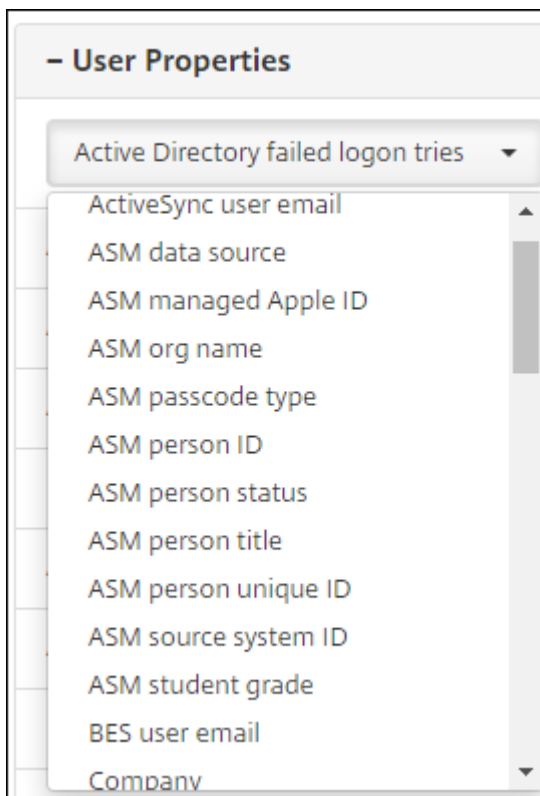 – User Properties
Active Directory failed logon tries
ActiveSync user email
ASM data source
ASM managed Apple ID
ASM org name
ASM passcode type
ASM person ID
ASM person status
ASM person title
ASM person unique ID
ASM source system ID
ASM student grade
BES user email
Company